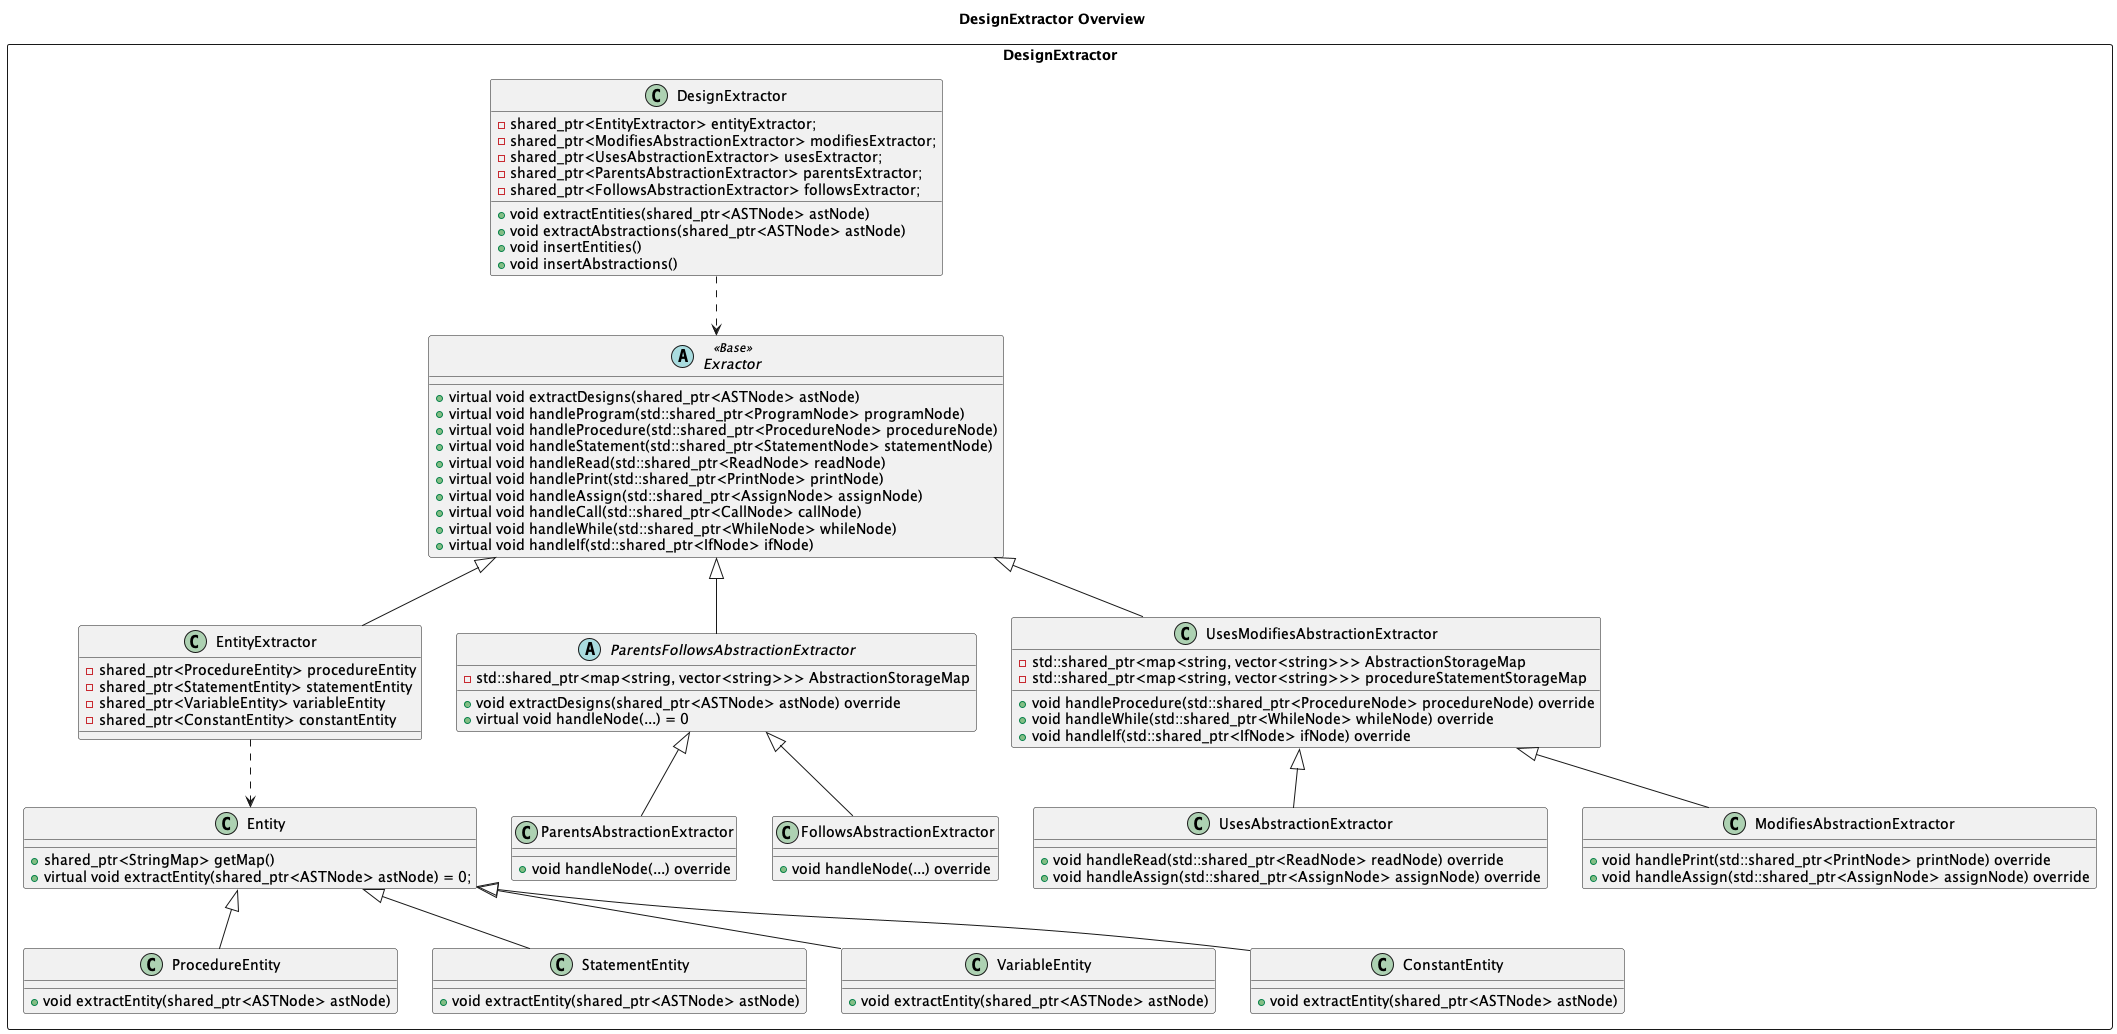 DesignExtractor Overview
DesignExtractor
C DesignExtractor
shared_ptr<EntityExtractor> entityExtractor;
shared_ptr<ModifiesAbstractionExtractor> modifiesExtractor;
shared_ptr<UsesAbstractionExtractor> usesExtractor;
shared_ptr<ParentsAbstractionExtractor> parentsExtractor;
shared_ptr<FollowsAbstractionExtractor> followsExtractor;
void extractEntities(shared_ptr<ASTNode> astNode)
void extractAbstractions(shared_ptr<ASTNode> astNode)
void insertEntities()
void insertAbstractions()
«Base»
A Exractor
virtual void extractDesigns(shared_ptr<ASTNode> astNode)
virtual void handleProgram(std::shared_ptr<ProgramNode> programNode)
virtual void handleProcedure(std::shared_ptr<ProcedureNode> procedureNode)
virtual void handleStatement(std::shared_ptr<StatementNode> statementNode)
virtual void handleRead(std::shared_ptr<ReadNode> readNode)
virtual void handlePrint(std::shared_ptr<PrintNode> printNode)
virtual void handleAssign(std::shared_ptr<AssignNode> assignNode)
virtual void handleCall(std::shared_ptr<CallNode> callNode)
virtual void handleWhile(std::shared_ptr<WhileNode> whileNode)
virtual void handleIf(std::shared_ptr<IfNode> ifNode)
C EntityExtractor
shared_ptr<ProcedureEntity> procedureEntity
shared_ptr<StatementEntity> statementEntity
shared_ptr<VariableEntity> variableEntity
shared_ptr<ConstantEntity> constantEntity
A ParentsFollowsAbstractionExtractor
std::shared_ptr<map<string, vector<string>>> AbstractionStorageMap
void extractDesigns(shared_ptr<ASTNode> astNode) override
virtual void handleNode(...) = 0
C UsesModifiesAbstractionExtractor
std::shared_ptr<map<string, vector<string>>> AbstractionStorageMap
std::shared_ptr<map<string, vector<string>>> procedureStatementStorageMap
void handleProcedure(std::shared_ptr<ProcedureNode> procedureNode) override
void handleWhile(std::shared_ptr<WhileNode> whileNode) override
void handleIf(std::shared_ptr<IfNode> ifNode) override
C Entity
shared_ptr<StringMap> getMap()
virtual void extractEntity(shared_ptr<ASTNode> astNode) = 0;
C ParentsAbstractionExtractor
void handleNode(...) override
C FollowsAbstractionExtractor
void handleNode(...) override
C UsesAbstractionExtractor
void handleRead(std::shared_ptr<ReadNode> readNode) override
void handleAssign(std::shared_ptr<AssignNode> assignNode) override
C ModifiesAbstractionExtractor
void handlePrint(std::shared_ptr<PrintNode> printNode) override
void handleAssign(std::shared_ptr<AssignNode> assignNode) override
C ProcedureEntity
void extractEntity(shared_ptr<ASTNode> astNode)
C StatementEntity
void extractEntity(shared_ptr<ASTNode> astNode)
C VariableEntity
void extractEntity(shared_ptr<ASTNode> astNode)
C ConstantEntity
void extractEntity(shared_ptr<ASTNode> astNode)